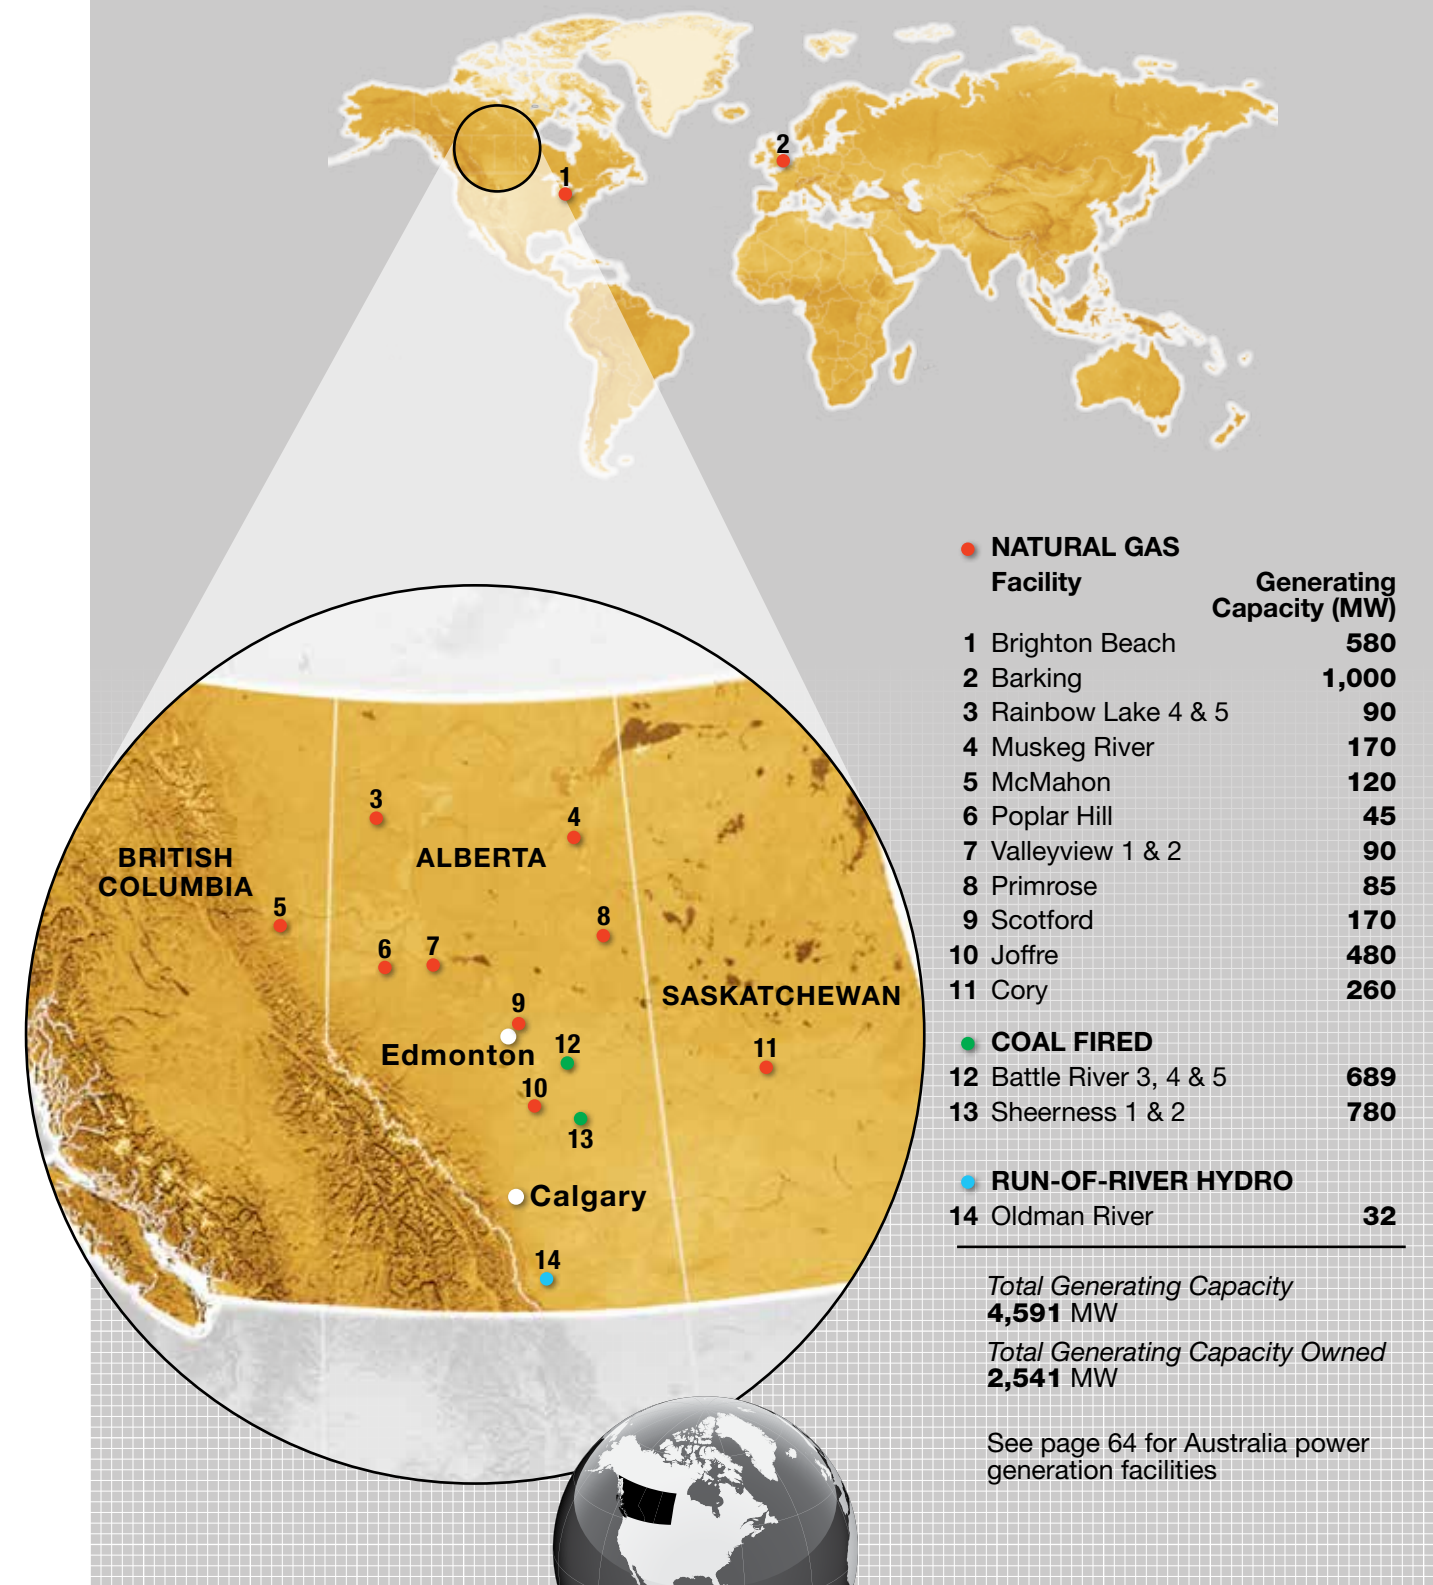 2
1
NATURAL GAS
Facility Generating
Capacity (MW)
1 Brighton Beach 580
2 Barking 1,000
3 Rainbow Lake 4 & 5 90
4 Muskeg River 170
5 McMahon 120
6 Poplar Hill 45
7 Valleyview 1 & 2 90
8 Primrose 85
9 Scotford 170
10 Joffre 480
11 Cory 260
COAL FIRED
12 Battle River 3, 4 & 5 689
13 Sheerness 1 & 2 780
RUN-OF-RIVER HYDRO
14 Oldman River 32
Total Generating Capacity
4,591 MW
Total Generating Capacity Owned
2,541 MW
See page 64 for Australia power
generation facilities
3
4
BRITISH
COLUMBIA
ALBERTA
5
8
6
7
SASKATCHEWAN
9
Edmonton
12
11
10
13
Calgary
14